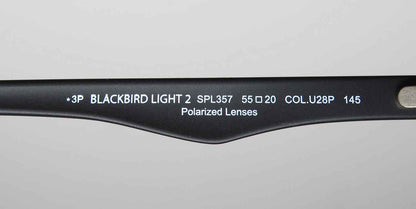 *3P BLACKBIRD LIGHT 2 SPL357 55□20 COL.U28P 145
Polarized Lenses